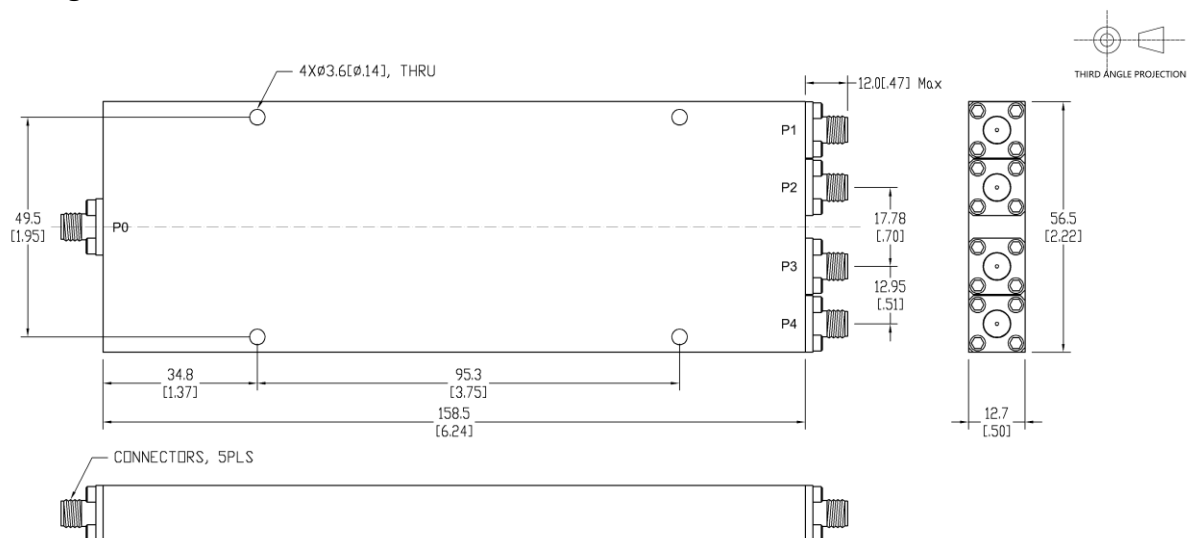 4XØ3.6[Ø.14], THRU
12.0[.47] Max
THIRD ANGLE PROJECTION
P1
P2
P0
P3
P4
49.5
[1.95]
17.78
[.70]
12.95
[.51]
56.5
[2.22]
34.8
[1.37]
95.3
[3.75]
158.5
[6.24]
12.7
[.50]
CONNECTORS, 5PLS